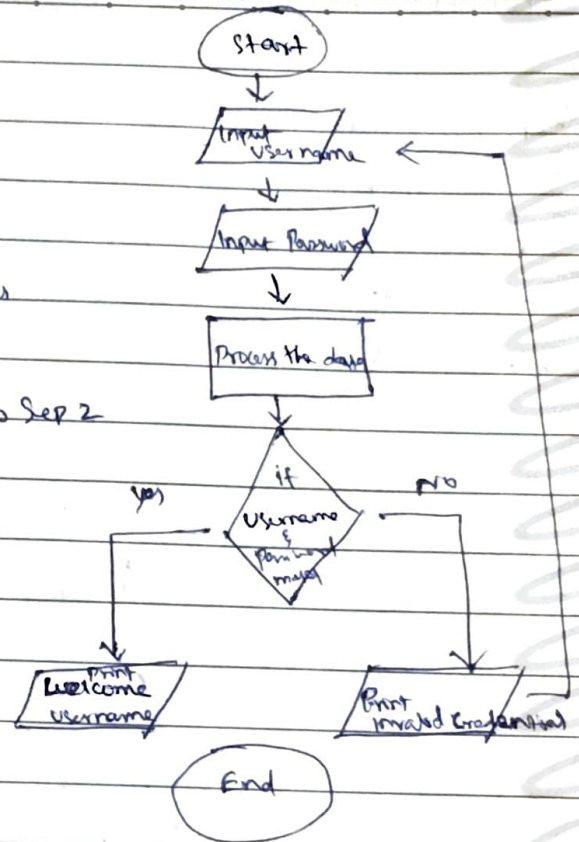 Start
Input
username
Input Password
Process the data
Sep 2
if
Yes
No
username
&
password
match
Print
Welcome
username
Print
invalid Credential
End